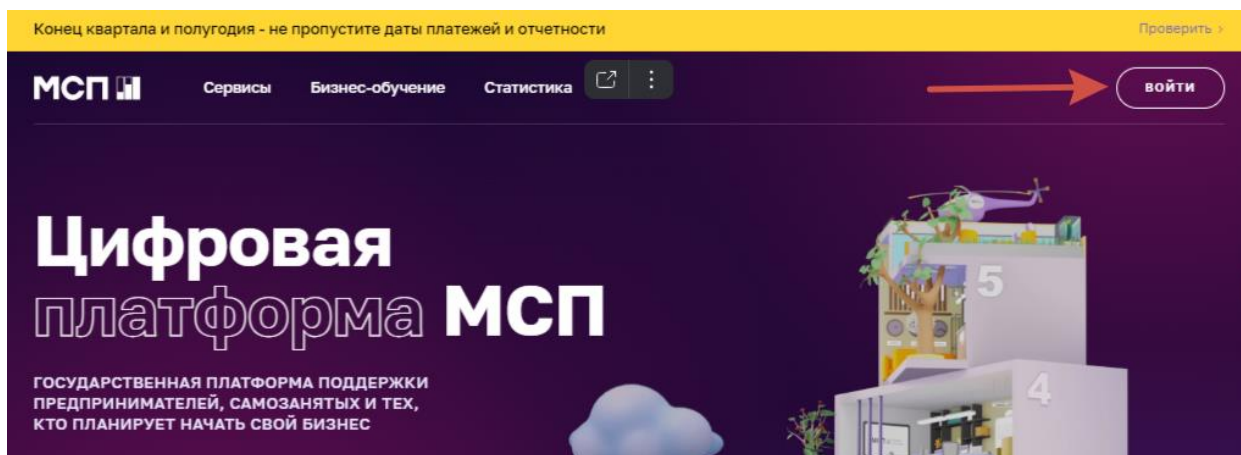 Конец квартала и полугодия - не пропустите даты платежей и отчетности
Проверить >
МСП
Сервисы
Бизнес-обучение
Статистика
ВОЙТИ
Цифровая
платформа МСП
ГОСУДАРСТВЕННАЯ ПЛАТФОРМА ПОДДЕРЖКИ
ПРЕДПРИНИМАТЕЛЕЙ, САМОЗАНЯТЫХ И ТЕХ,
КТО ПЛАНИРУЕТ НАЧАТЬ СВОЙ БИЗНЕС
5
4